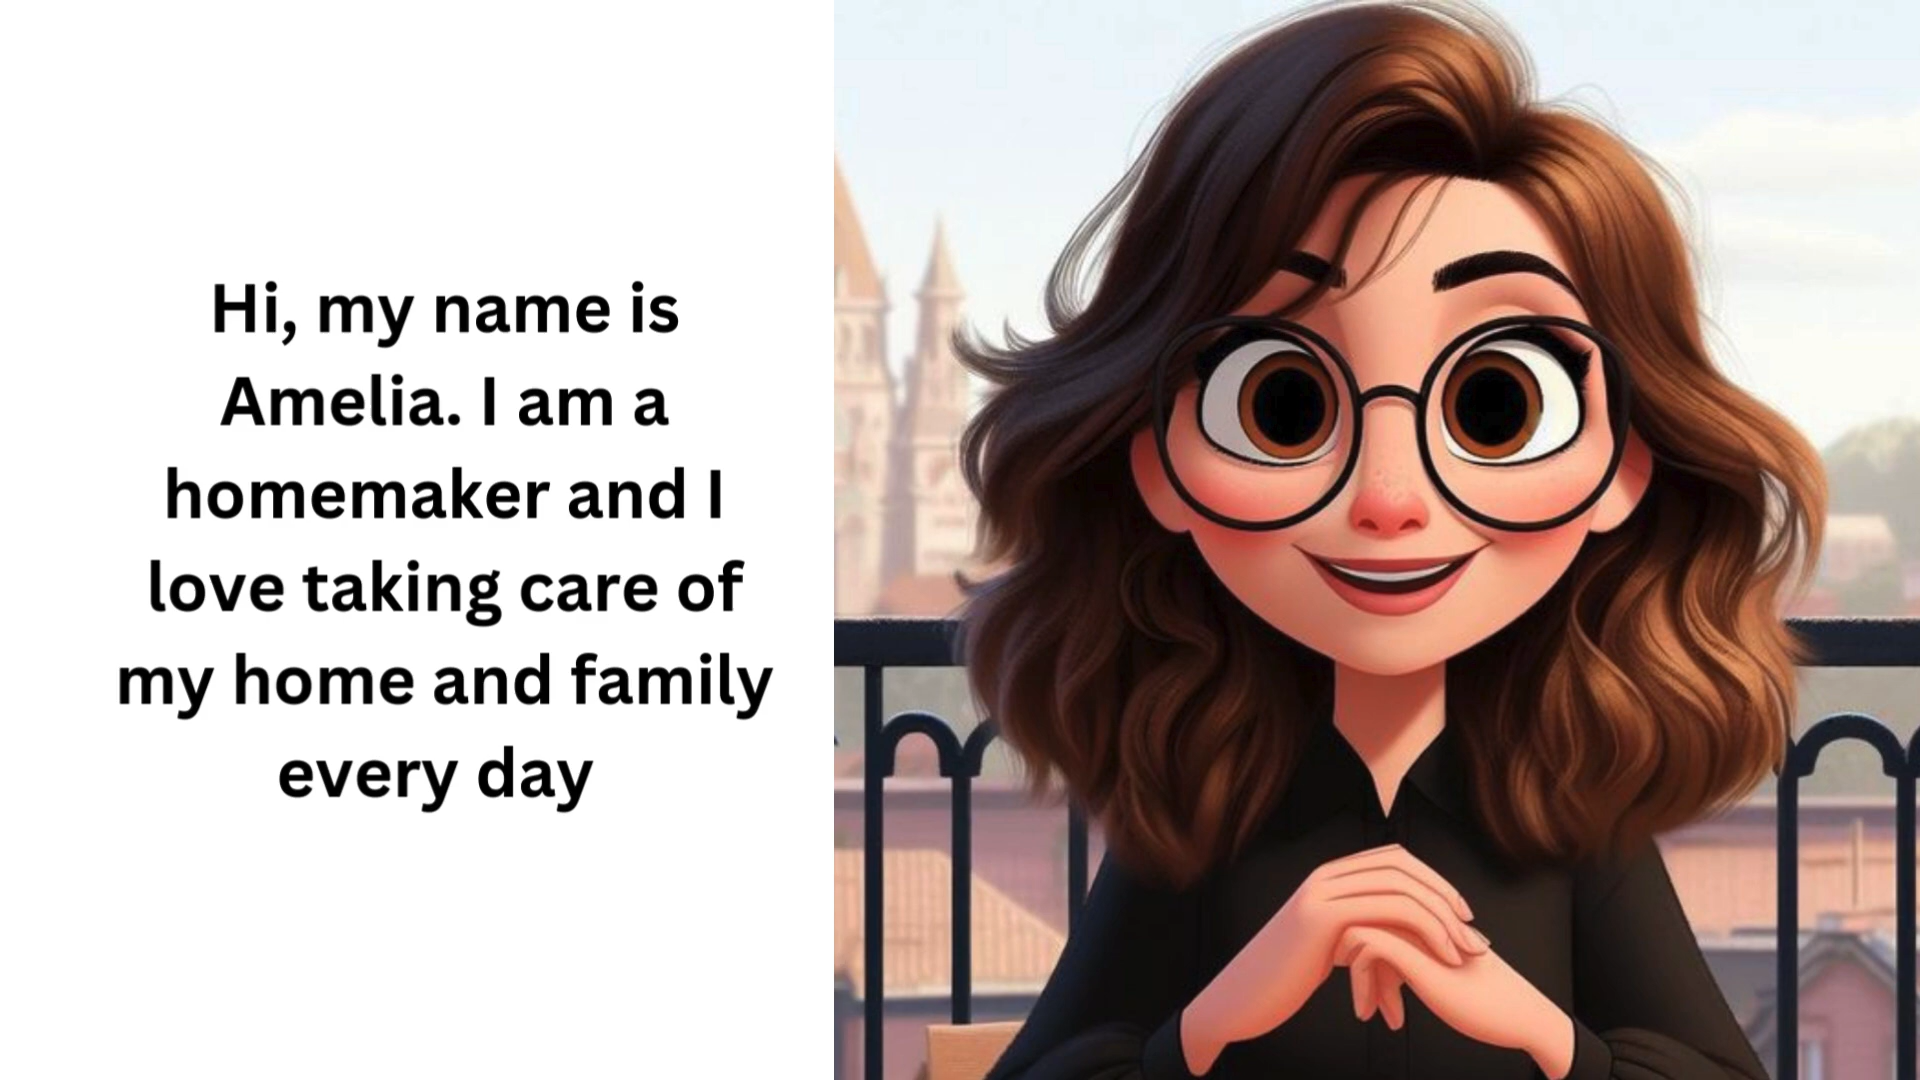 Hi, my name is
Amelia. I am a
homemaker and I
love taking care of
my home and family
every day